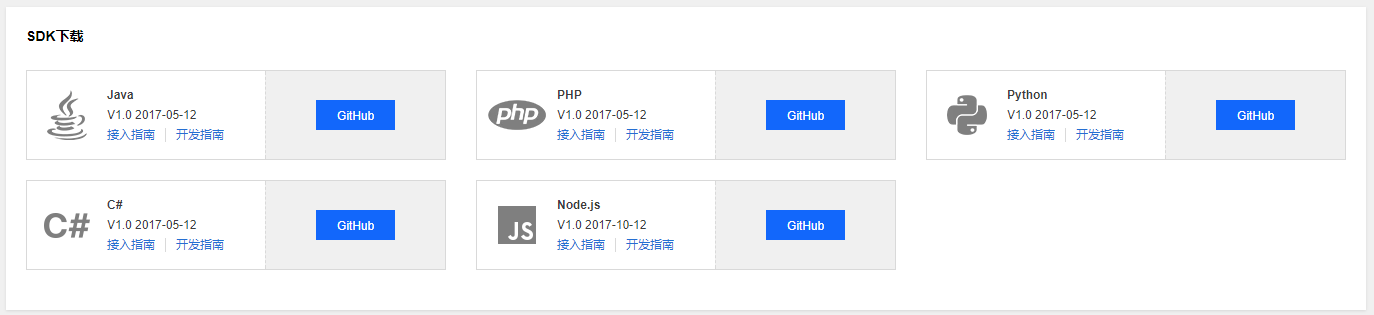 SDK下载
Java
V1.0 2017-05-12
接入指南 | 开发指南
GitHub
php
PHP
V1.0 2017-05-12
接入指南 | 开发指南
GitHub
Python
V1.0 2017-05-12
接入指南 | 开发指南
GitHub
C#
C#
V1.0 2017-05-12
接入指南 | 开发指南
GitHub
JS
Node.js
V1.0 2017-10-12
接入指南 | 开发指南
GitHub